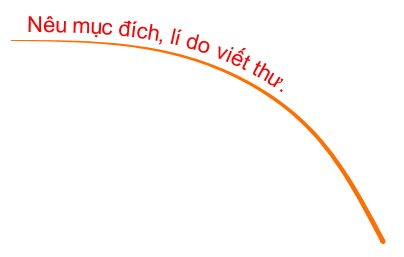 Nêu mục đích, lí do viết thư.